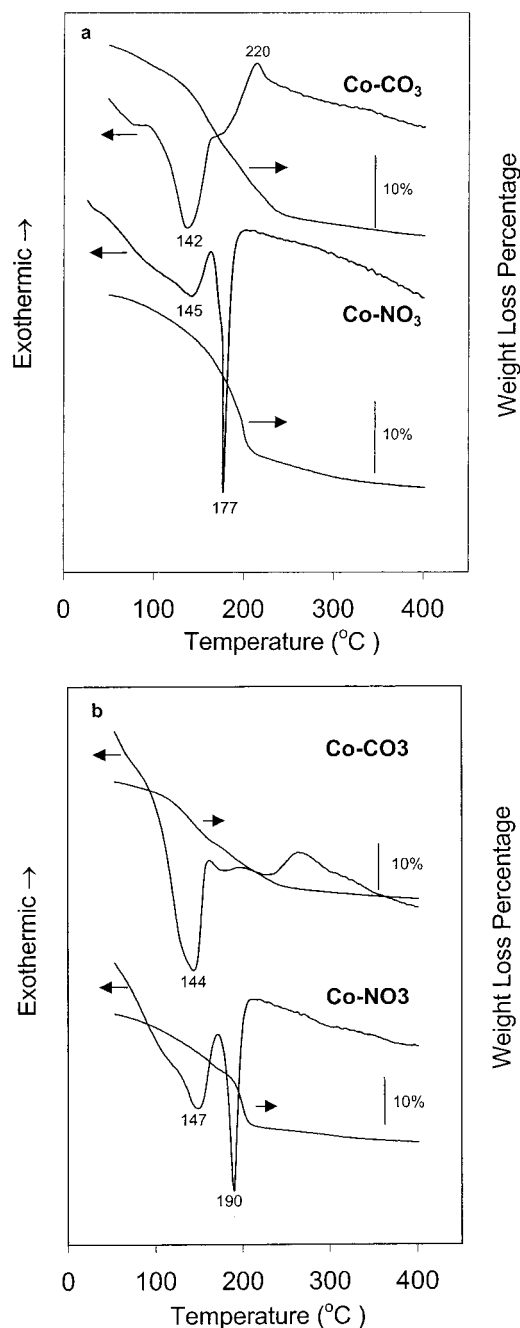 a
220
Co-CO3
10%
142
145
Co-NO3
10%
177
Exothermic →
Weight Loss Percentage
0 100 200 300 400
Temperature (°C )
b
Co-CO3
10%
144
Co-NO3
10%
147
190
Exothermic →
Weight Loss Percentage
0 100 200 300 400
Temperature (°C )